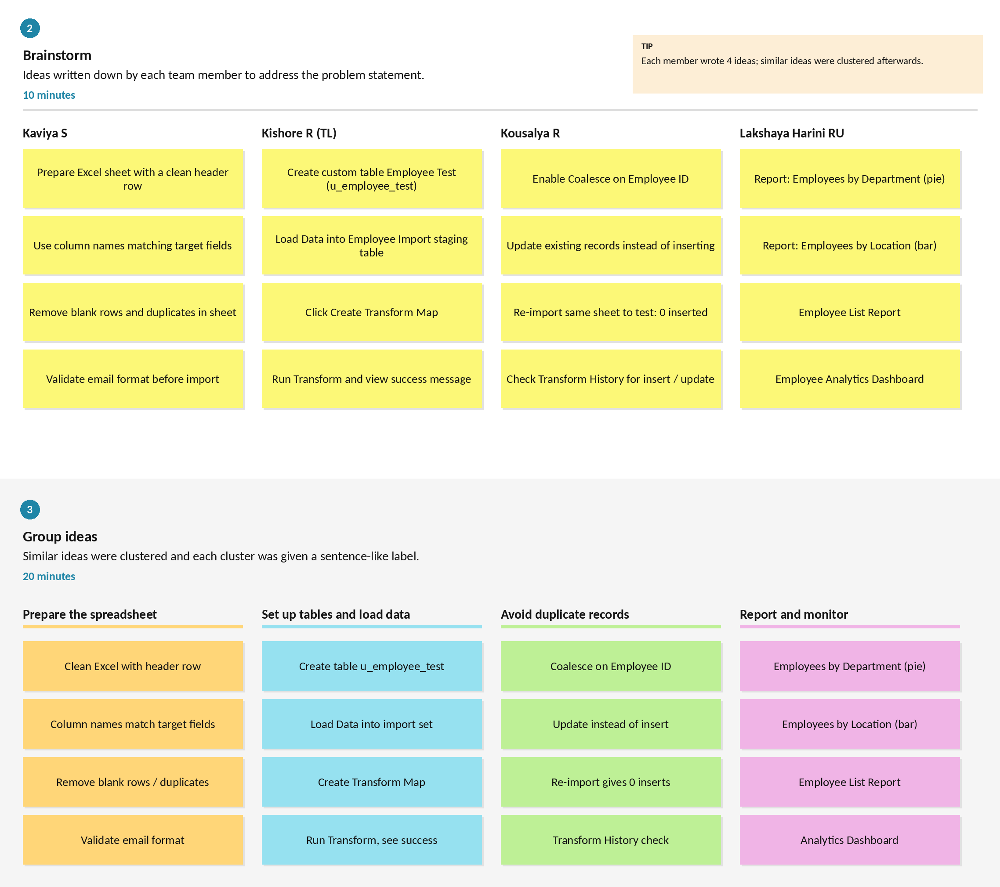 2
Brainstorm
Ideas written down by each team member to address the problem statement.
10 minutes
TIP
Each member wrote 4 ideas; similar ideas were clustered afterwards.
Kaviya S
Prepare Excel sheet with a clean header
row
Use column names matching target fields
Remove blank rows and duplicates in sheet
Validate email format before import
Kishore R (TL)
Create custom table Employee Test
(u_employee_test)
Load Data into Employee Import staging
table
Click Create Transform Map
Run Transform and view success message
Kousalya R
Enable Coalesce on Employee ID
Update existing records instead of inserting
Re-import same sheet to test: 0 inserted
Check Transform History for insert / update
Lakshaya Harini RU
Report: Employees by Department (pie)
Report: Employees by Location (bar)
Employee List Report
Employee Analytics Dashboard
3
Group ideas
Similar ideas were clustered and each cluster was given a sentence-like label.
20 minutes
Prepare the spreadsheet
Clean Excel with header row
Column names match target fields
Remove blank rows / duplicates
Validate email format
Set up tables and load data
Create table u_employee_test
Load Data into import set
Create Transform Map
Run Transform, see success
Avoid duplicate records
Coalesce on Employee ID
Update instead of insert
Re-import gives 0 inserts
Transform History check
Report and monitor
Employees by Department (pie)
Employees by Location (bar)
Employee List Report
Analytics Dashboard